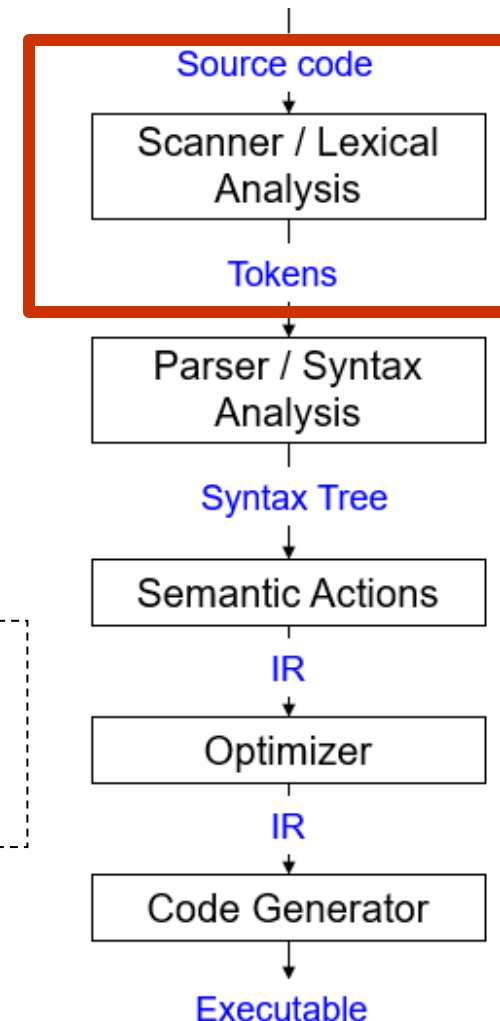 Source code
Scanner / Lexical
Analysis
Tokens
Parser / Syntax
Analysis
Syntax Tree
Semantic Actions
IR
Optimizer
IR
Code Generator
Executable